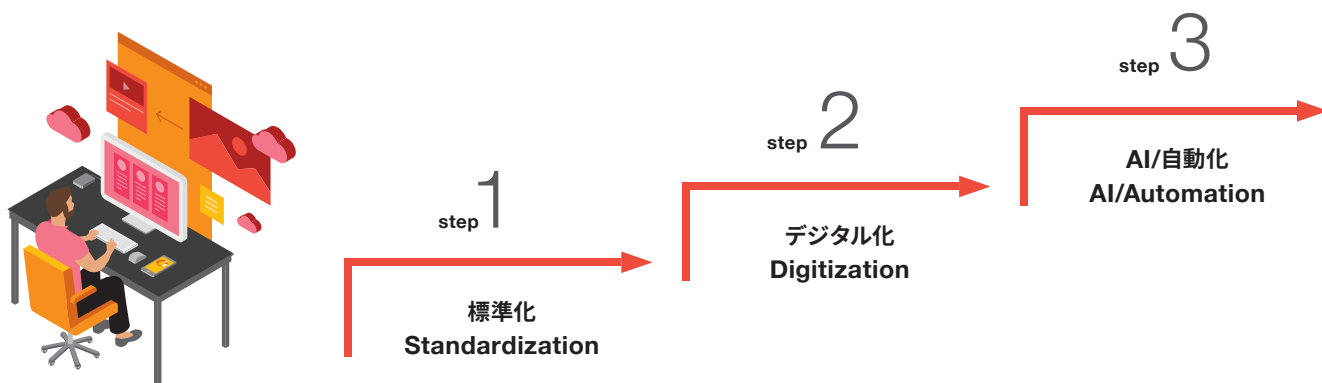 step 1
標準化
Standardization
step 2
デジタル化
Digitization
step 3
AI/自動化
AI/Automation